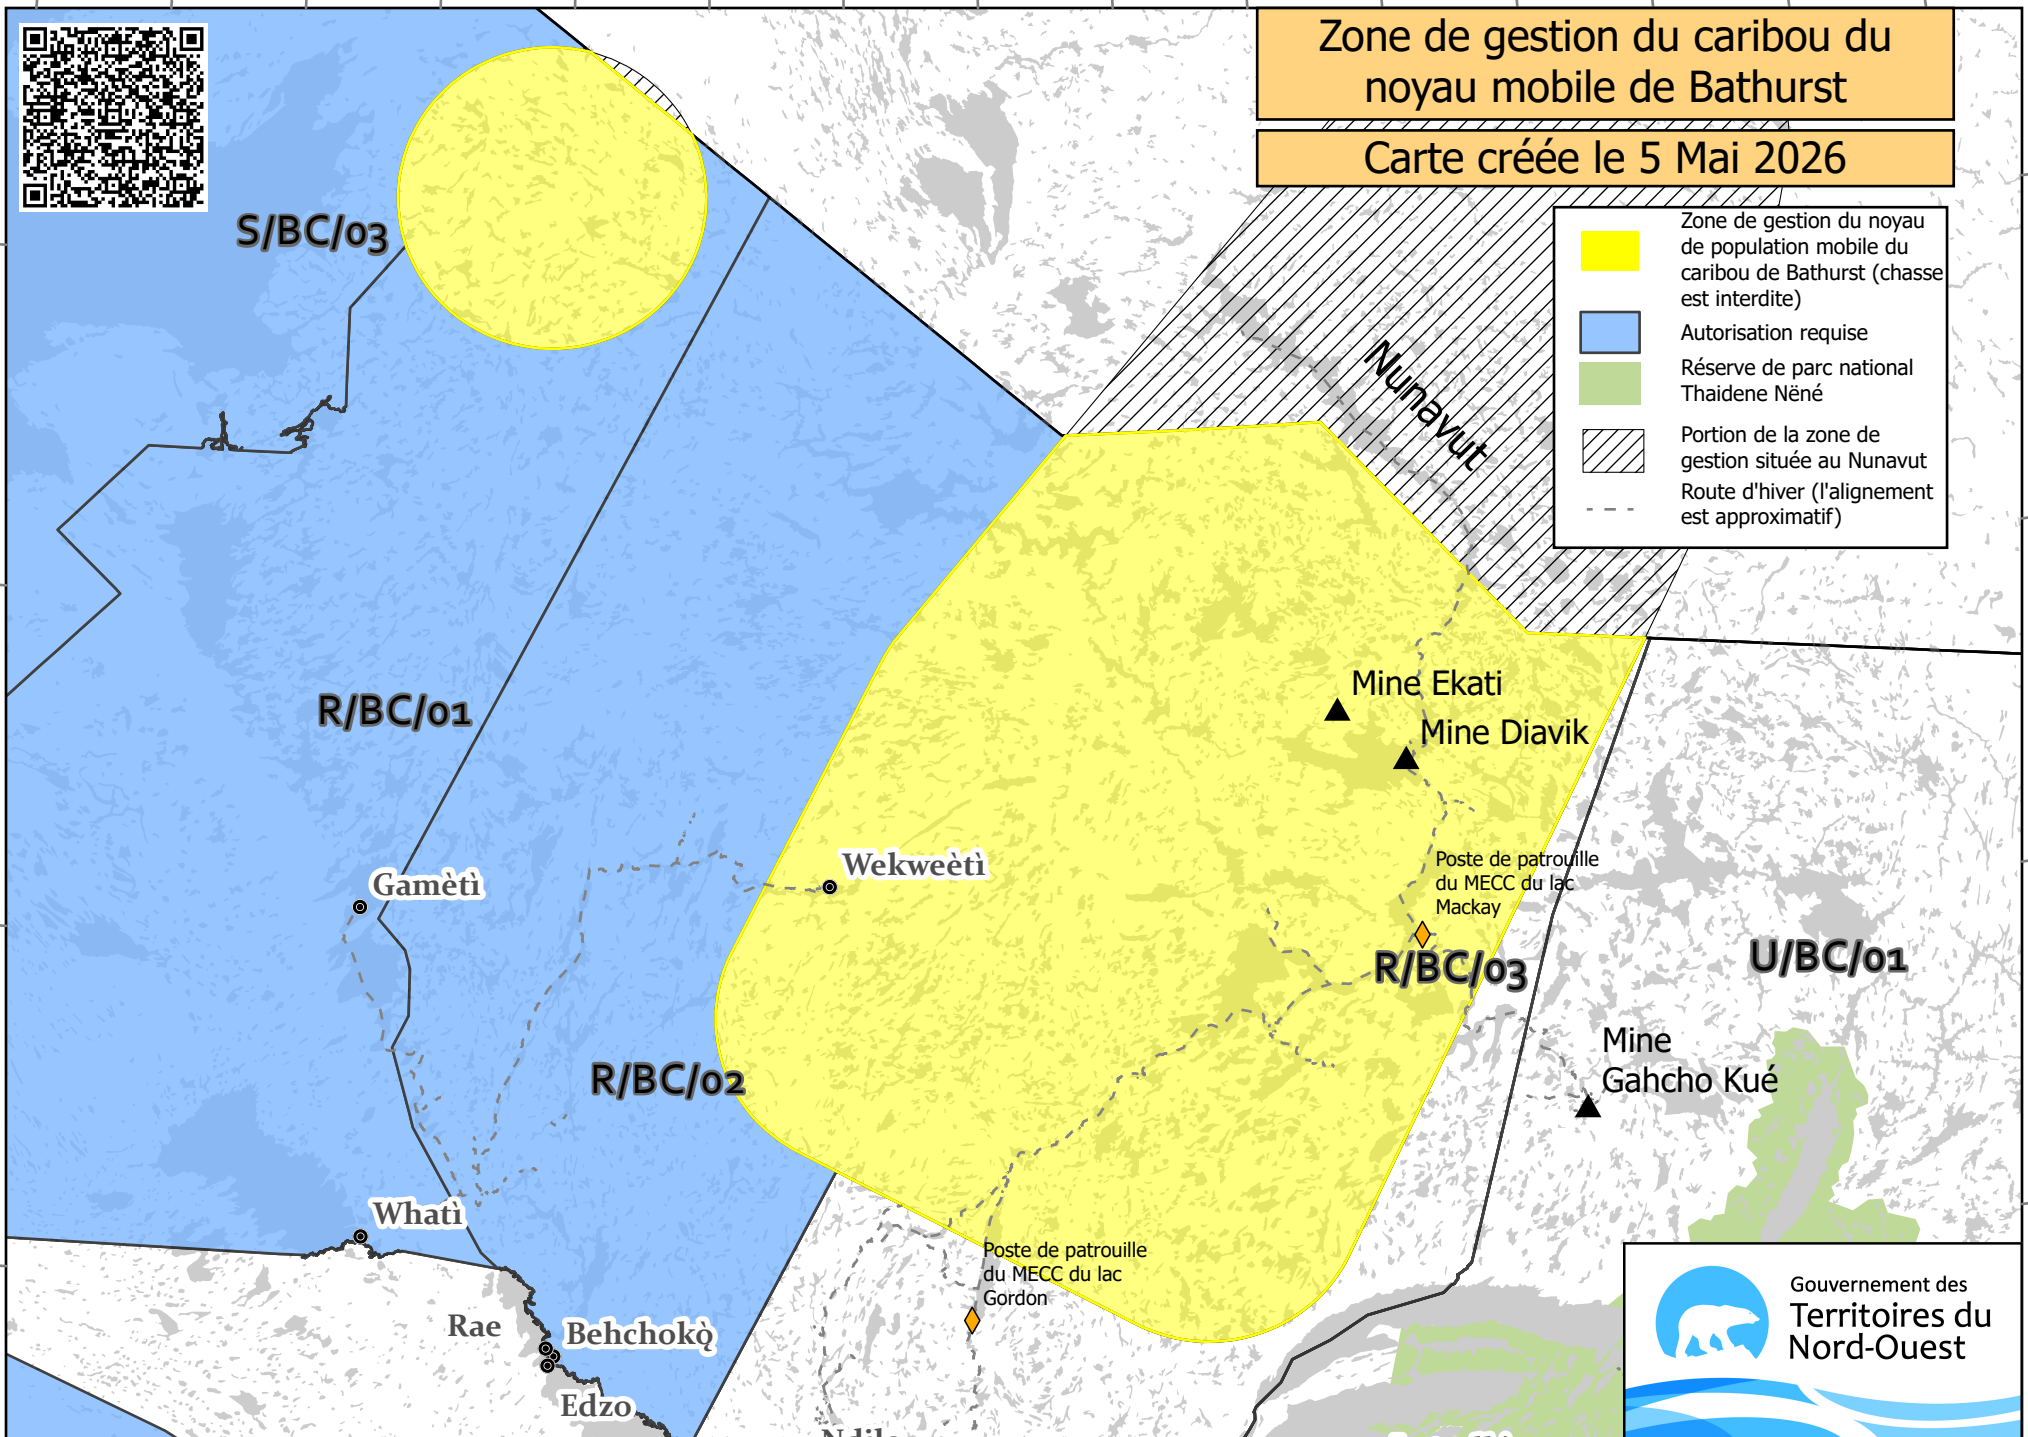 Zone de gestion du caribou du
noyau mobile de Bathurst
Carte créée le 5 Mai 2026
Zone de gestion du noyau
de population mobile du
caribou de Bathurst (chasse
est interdite)
Autorisation requise
Réserve de parc national
Thaidene Nëné
Portion de la zone de
gestion située au Nunavut
Route d'hiver (l'alignement
est approximatif)
S/BC/03
Nunavut
R/BC/01
Mine Ekati
Mine Diavik
Wekweètì
Gamètì
Poste de patrouille
du MECC du lac
Mackay
R/BC/03
U/BC/01
Mine
Gahcho Kué
R/BC/02
Whatì
Poste de patrouille
du MECC du lac
Gordon
Rae
Behchokǫ̀
Edzo
Gouvernement des
Territoires du
Nord-Ouest